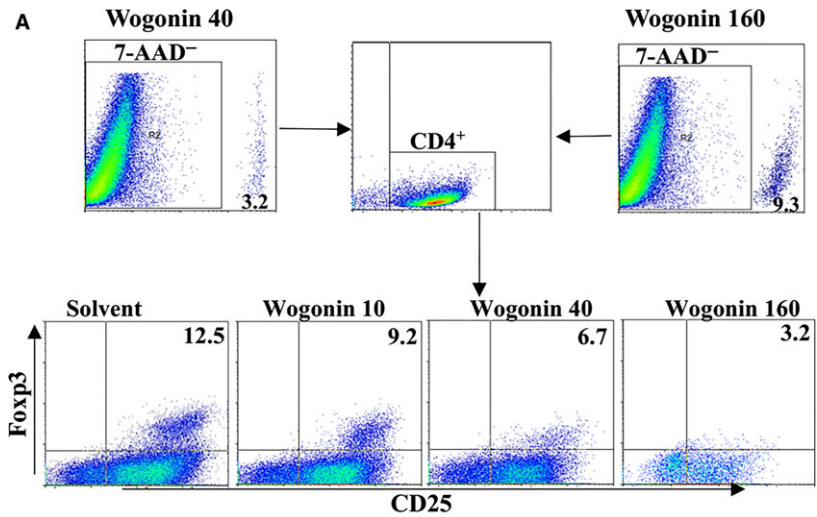 A
Wogonin 40
Wogonin 160
7-AAD⁻
7-AAD⁻
R2
R2
CD4⁺
3.2
9.3
Solvent
Wogonin 10
Wogonin 40
Wogonin 160
12.5
9.2
6.7
3.2
Foxp3
CD25